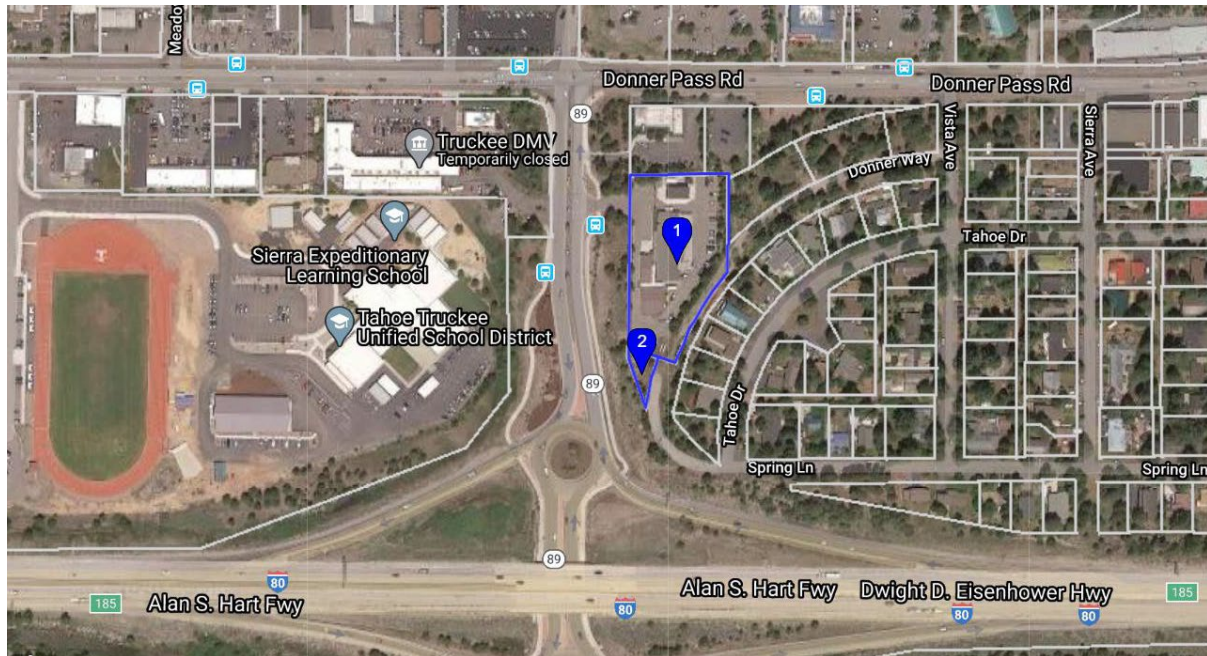 Meadow
Donner Pass Rd
Donner Pass Rd
89
Truckee DMV
Temporarily closed
Vista Ave
Sierra Ave
Donner Way
Sierra Expeditionary
Learning School
1
Tahoe Dr
Tahoe Truckee
Unified School District
2
89
Tahoe Dr
Spring Ln
Spring Ln
89
80
185
Alan S. Hart Fwy
80
Alan S. Hart Fwy
Dwight D. Eisenhower Hwy
80
80
185